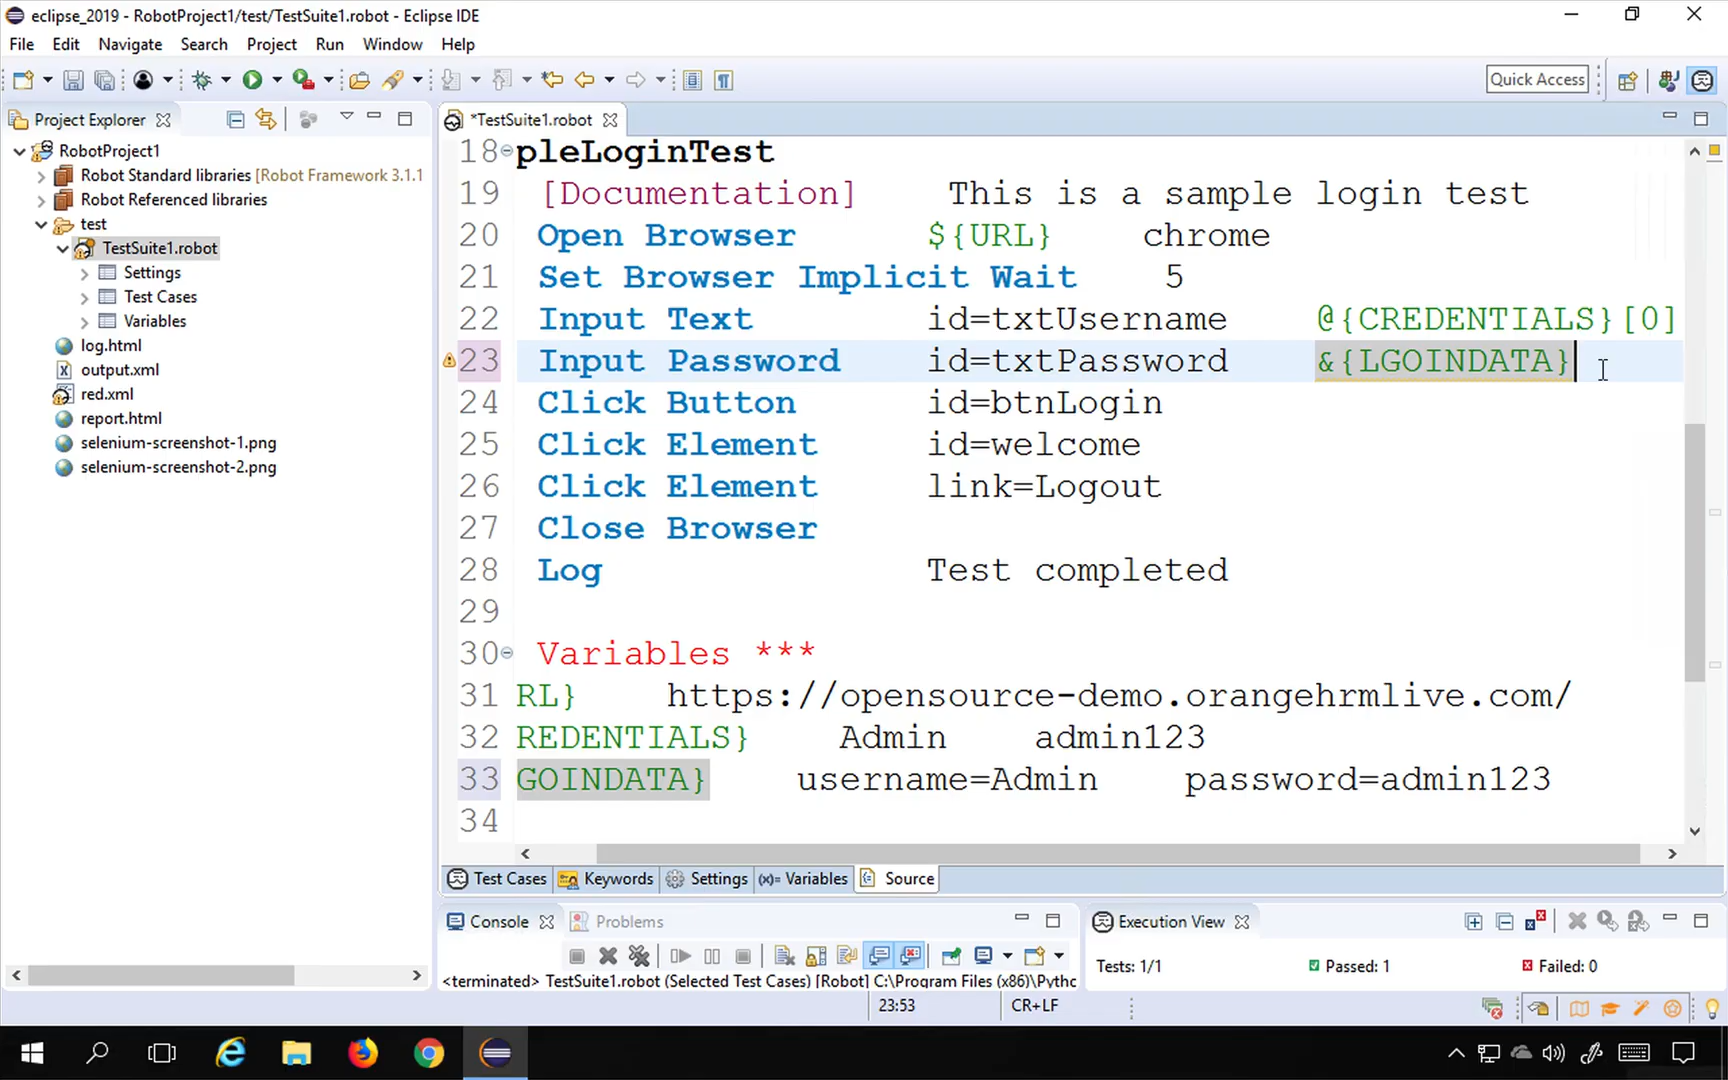 eclipse_2019 - RobotProject1/test/TestSuite1.robot - Eclipse IDE
File Edit Navigate Search Project Run Window Help
Quick Access
Project Explorer
*TestSuite1.robot
RobotProject1
Robot Standard libraries [Robot Framework 3.1.1
Robot Referenced libraries
test
TestSuite1.robot
Settings
Test Cases
Variables
log.html
output.xml
red.xml
report.html
selenium-screenshot-1.png
selenium-screenshot-2.png
18 pleLoginTest
19 [Documentation] This is a sample login test
20 Open Browser ${URL} chrome
21 Set Browser Implicit Wait 5
22 Input Text id=txtUsername @{CREDENTIALS}[0]
23 Input Password id=txtPassword &{LGOINDATA}
24 Click Button id=btnLogin
25 Click Element id=welcome
26 Click Element link=Logout
27 Close Browser
28 Log Test completed
29
30 Variables ***
31 RL} https://opensource-demo.orangehrmlive.com/
32 REDENTIALS} Admin admin123
33 GOINDATA} username=Admin password=admin123
34
Test Cases Keywords Settings (x)= Variables Source
Console Problems
<terminated> TestSuite1.robot (Selected Test Cases) [Robot] C:\Program Files (x86)\Pythc
Execution View
Tests: 1/1 Passed: 1 Failed: 0
23:53 CR+LF